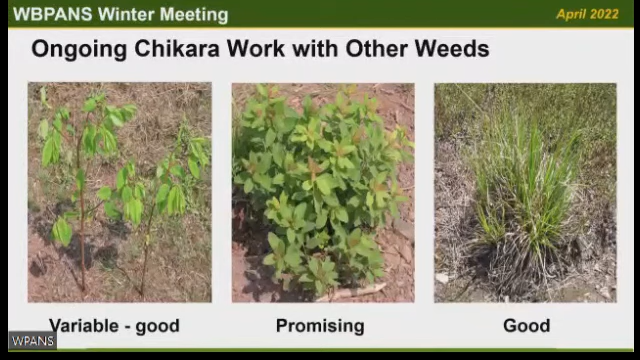 WBPANS Winter Meeting
April 2022
Ongoing Chikara Work with Other Weeds
Variable - good
Promising
Good
WPANS